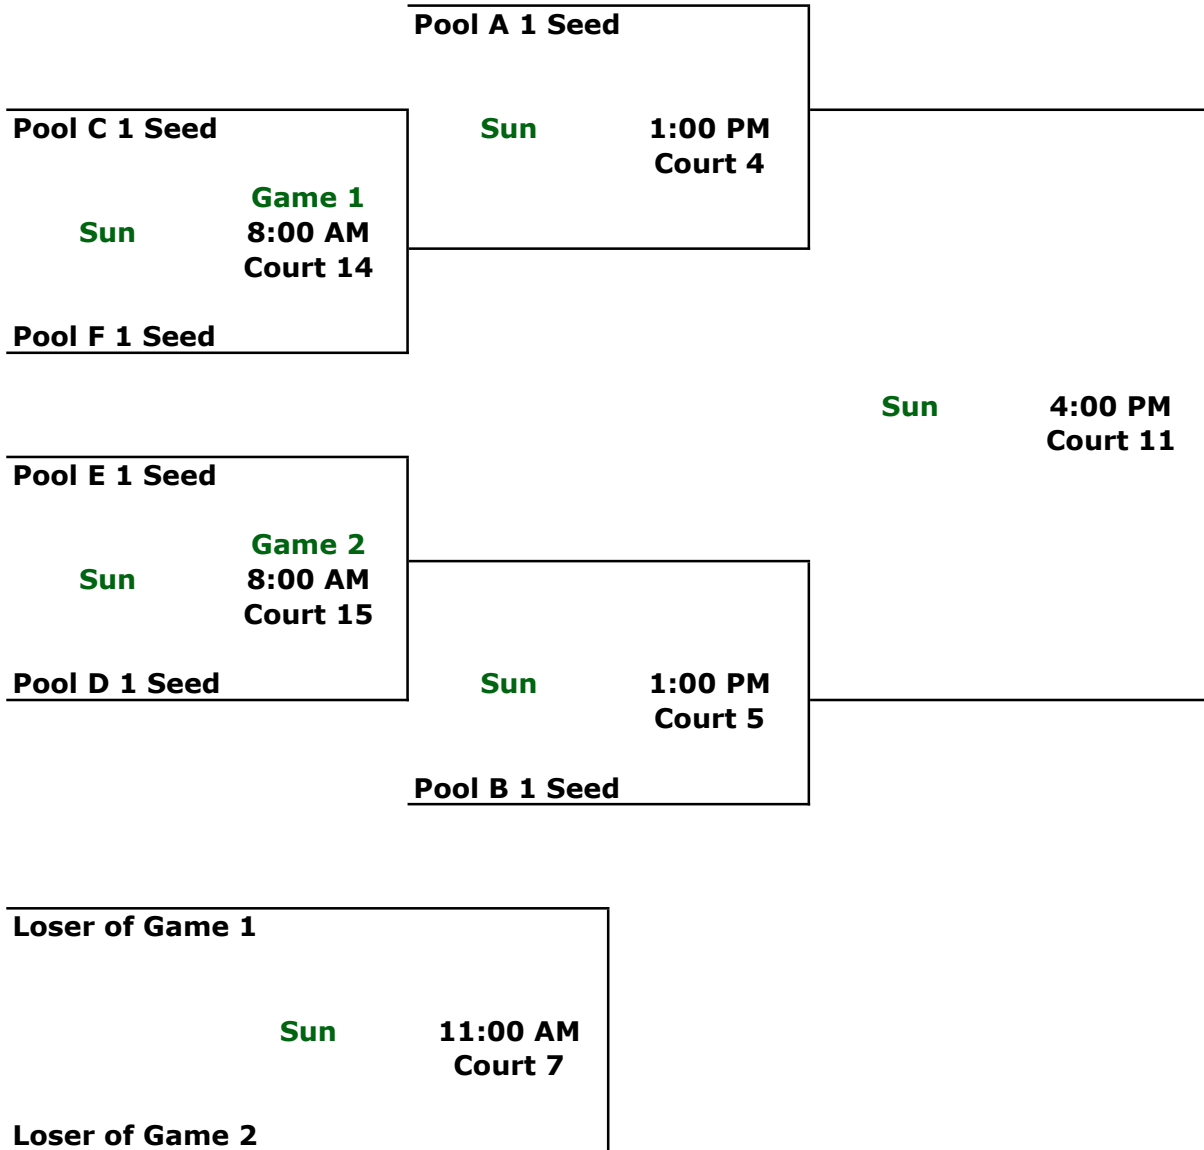 Pool A 1 Seed
Pool C 1 Seed
Sun 1:00 PM
Court 4
Game 1
Sun 8:00 AM
Court 14
Pool F 1 Seed
Sun 4:00 PM
Court 11
Pool E 1 Seed
Game 2
Sun 8:00 AM
Court 15
Pool D 1 Seed
Sun 1:00 PM
Court 5
Pool B 1 Seed
Loser of Game 1
Sun 11:00 AM
Court 7
Loser of Game 2